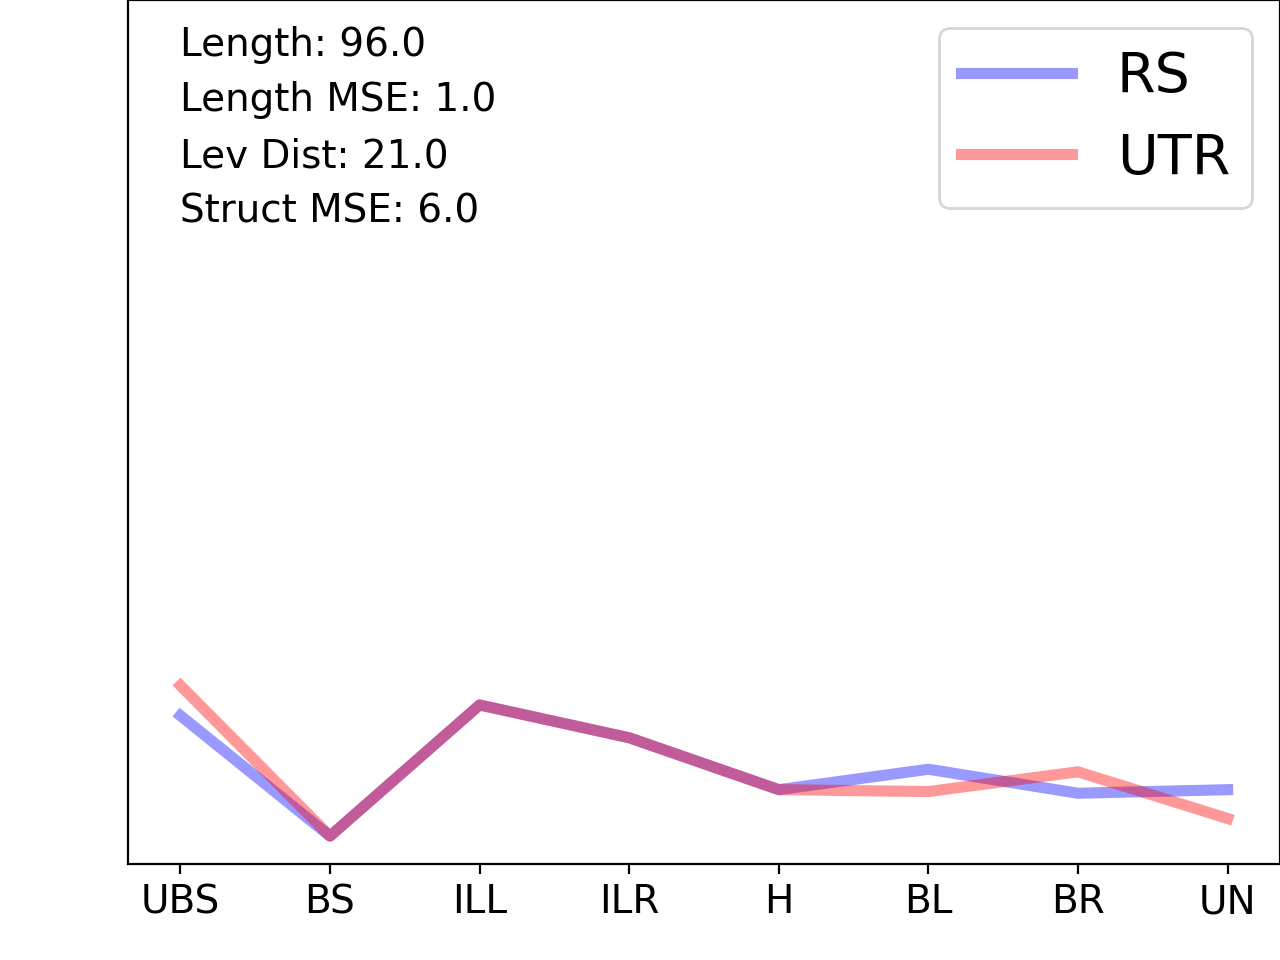 Length: 96.0
Length MSE: 1.0
Lev Dist: 21.0
Struct MSE: 6.0
RS
UTR
UBS BS ILL ILR H BL BR UN